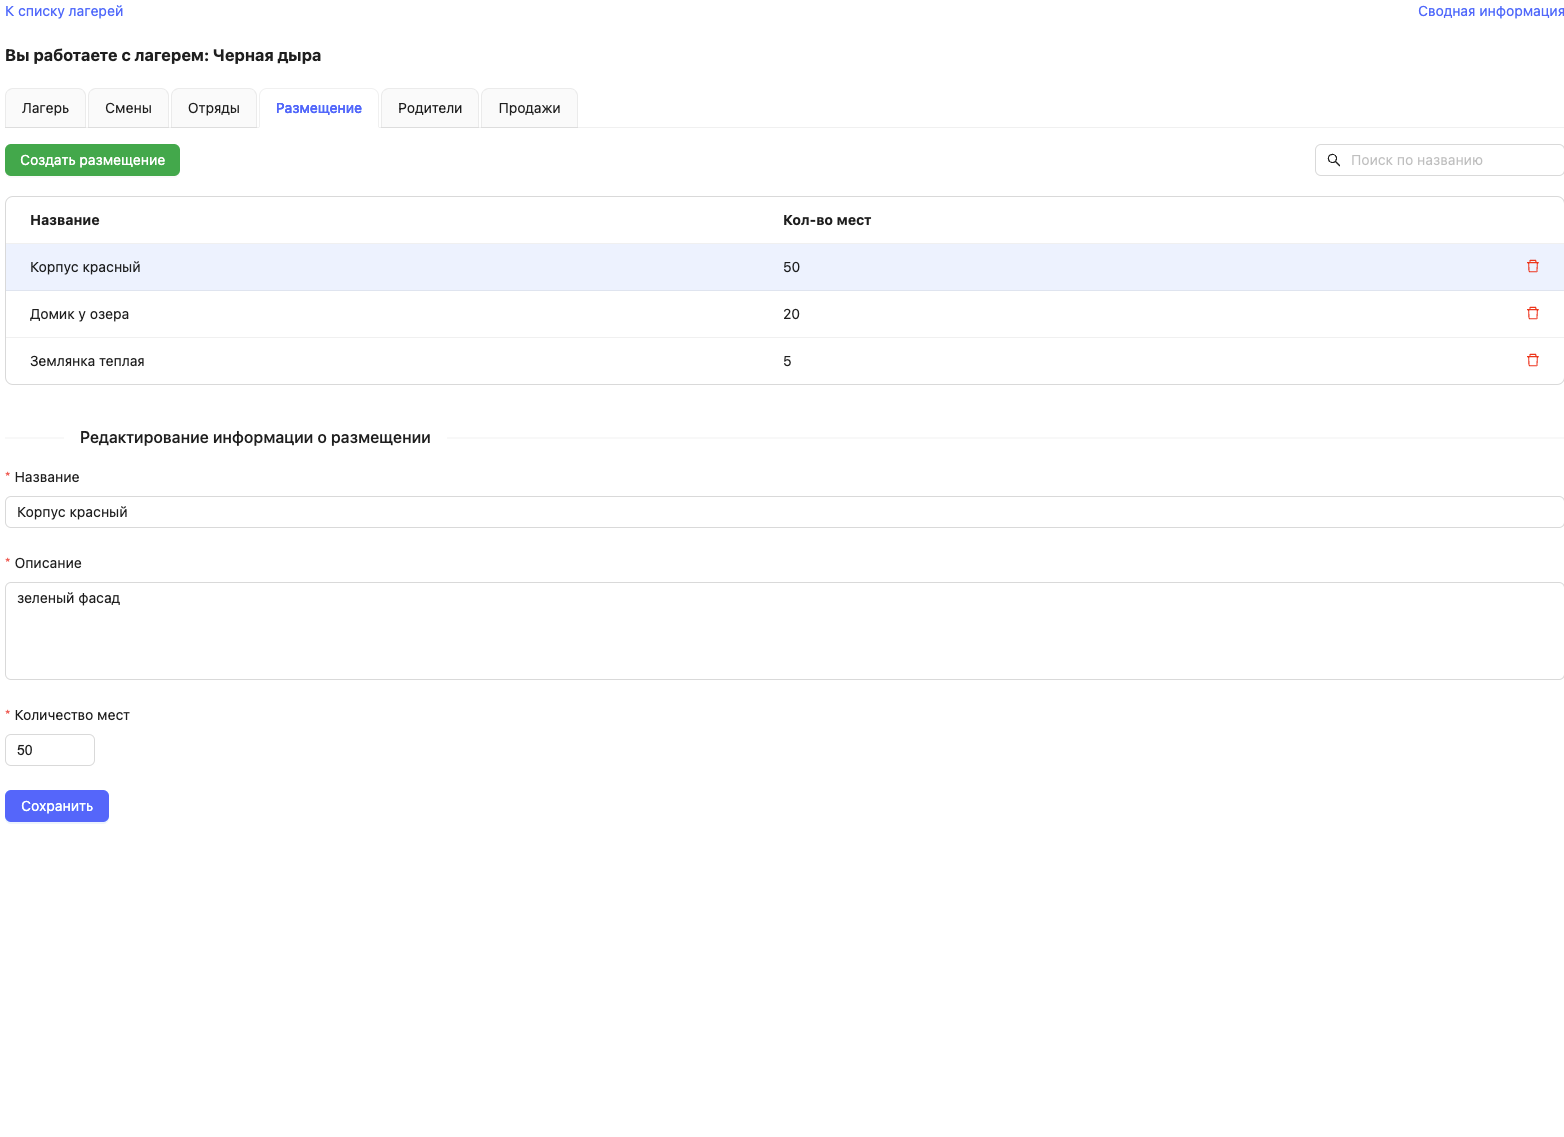 К списку лагерей Сводная информация
Вы работаете с лагерем: Черная дыра
Лагерь Смены Отряды Размещение Родители Продажи
Создать размещение Поиск по названию
Название Кол-во мест
Корпус красный 50
Домик у озера 20
Землянка теплая 5
Редактирование информации о размещении
* Название
Корпус красный
* Описание
зеленый фасад
* Количество мест
50
Сохранить